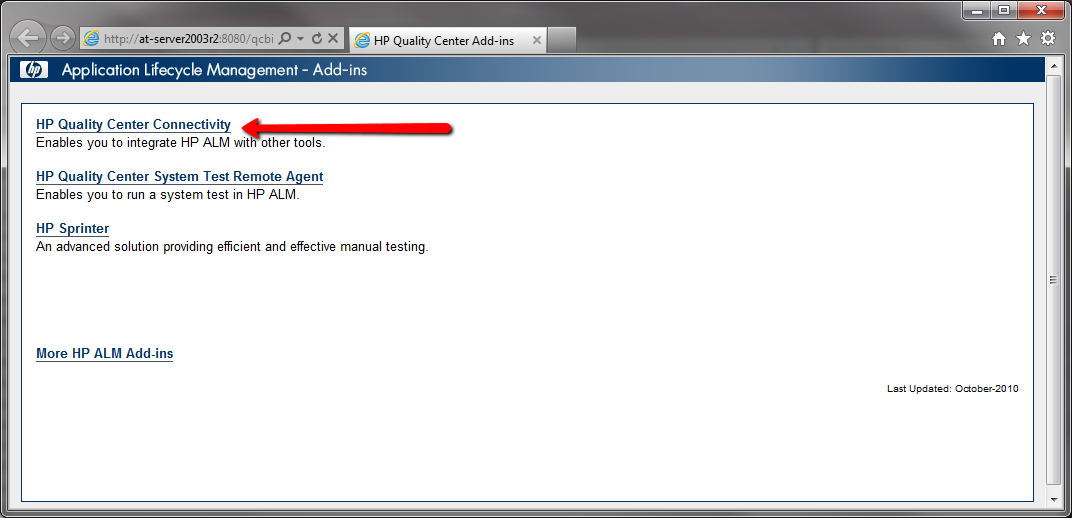 http://at-server2003r2:8080/qcbi
HP Quality Center Add-ins
hp Application Lifecycle Management - Add-ins
HP Quality Center Connectivity
Enables you to integrate HP ALM with other tools.
HP Quality Center System Test Remote Agent
Enables you to run a system test in HP ALM.
HP Sprinter
An advanced solution providing efficient and effective manual testing.
More HP ALM Add-ins
Last Updated: October-2010